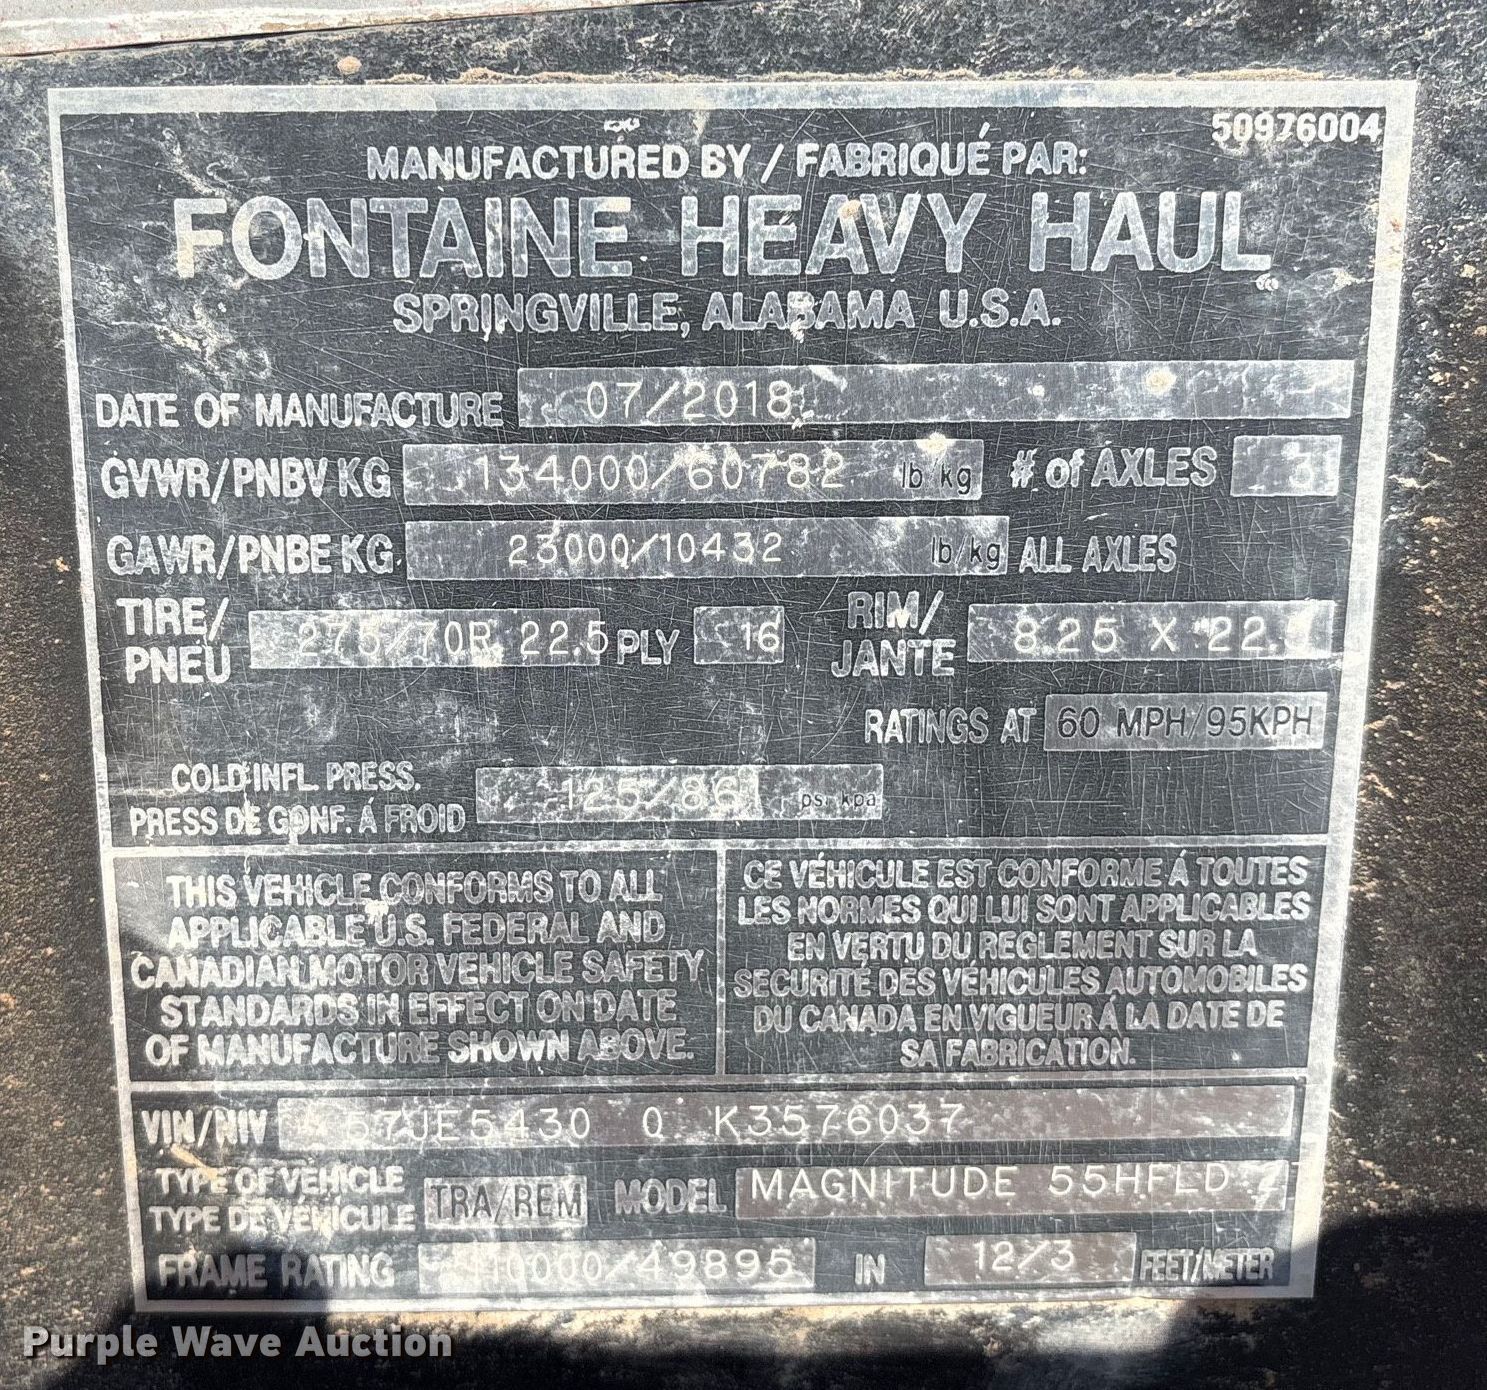 50976004
MANUFACTURED BY / FABRIQUÉ PAR:
FONTAINE HEAVY HAUL
SPRINGVILLE, ALABAMA U.S.A.
DATE OF MANUFACTURE 07/2018
GVWR/PNBV KG 134000/60782 lb/kg # of AXLES 3
GAWR/PNBE KG 23000/10432 lb/kg ALL AXLES
TIRE/ PNEU 275/70R 22.5 PLY 16 RIM/ JANTE 8.25 X
RATINGS AT 60 MPH/95KPH
COLD INFL. PRESS.
PRESS DE GONF. Á FROID 125/861 psi kpa
THIS VEHICLE CONFORMS TO ALL
APPLICABLE U.S. FEDERAL AND
CANADIAN MOTOR VEHICLE SAFETY
STANDARDS IN EFFECT ON DATE
OF MANUFACTURE SHOWN ABOVE.
CE VÉHICULE EST CONFORME Á TOUTES
LES NORMES QUI LUI SONT APPLICABLES
EN VERTU DU REGLEMENT SUR LA
SECURITÉ DES VÉHICULES AUTOMOBILES
DU CANADA EN VIGUEUR Á LA DATE DE
SA FABRICATION.
VIN/NIV 57JE5430 0 K3576037
TYPE OF VEHICLE
TYPE DE VEHICULE TRA/REM MODEL MAGNITUDE 55HFLD
FRAME RATING 110000/49895 IN 12/3 FEET/METER
Purple Wave Auction